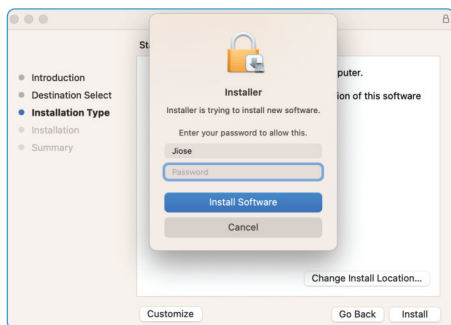 St
Introduction
Destination Select
Installation Type
Installation
Summary
puter.
ion of this software
Installer
Installer is trying to install new software.
Enter your password to allow this.
Jiose
Password
Install Software
Cancel
Change Install Location...
Customize
Go Back
Install